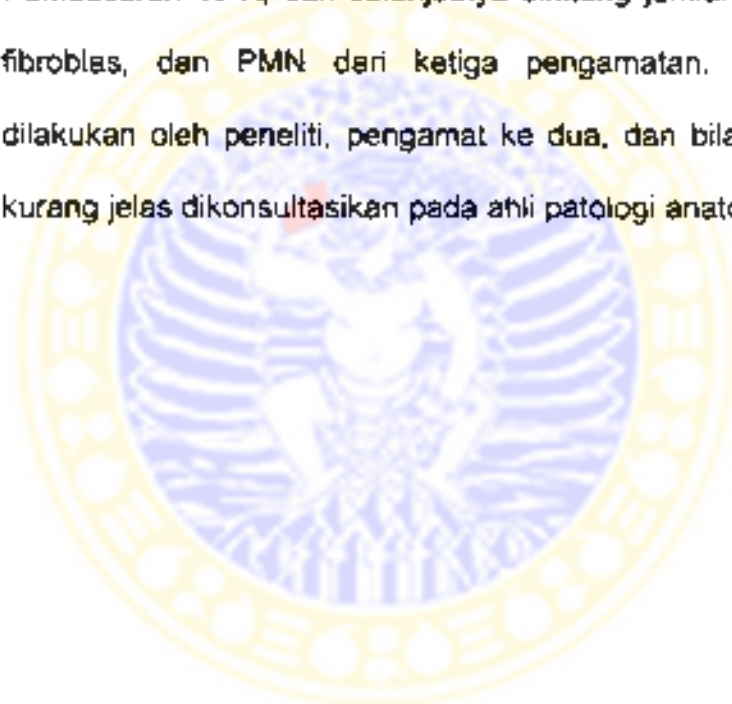 fibroblas, dan PMN dari ketiga pengamatan.
dilakukan oleh peneliti, pengamat ke dua, dan bila
kurang jelas dikonsultasikan pada ahli patologi anato